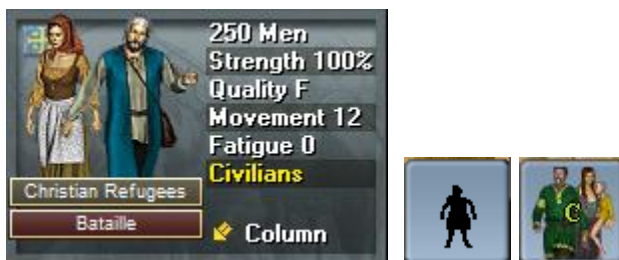 250 Men
Strength 100%
Quality F
Movement 12
Fatigue 0
Civilians
Christian Refugees
Bataille
Column
C